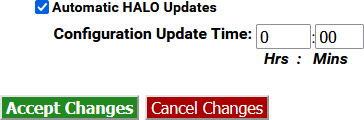 Automatic HALO Updates
Configuration Update Time: 0 : 00
Hrs : Mins
Accept Changes Cancel Changes